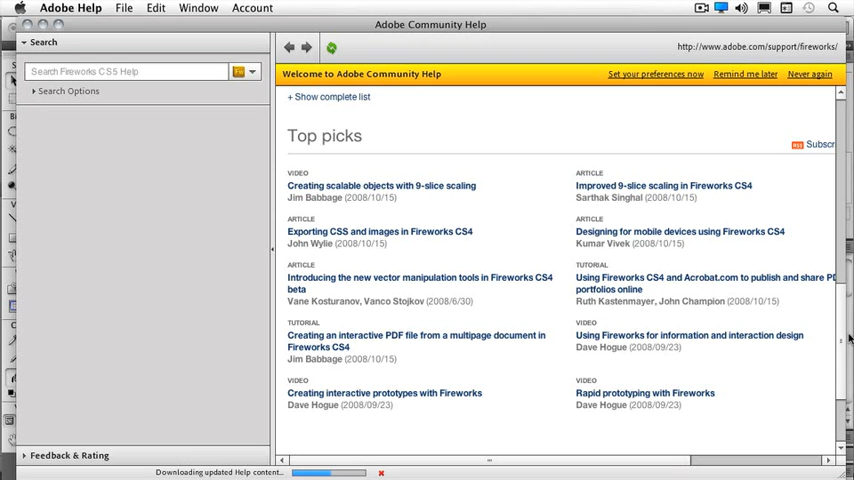 Adobe Help File Edit Window Account
Adobe Community Help
Search
http://www.adobe.com/support/fireworks/
Search Fireworks CS5 Help
Search Options
Welcome to Adobe Community Help Set your preferences now Remind me later Never again
+ Show complete list
Top picks
RSS Subscr
VIDEO
Creating scalable objects with 9-slice scaling
Jim Babbage (2008/10/15)
ARTICLE
Improved 9-slice scaling in Fireworks CS4
Sarthak Singhal (2008/10/15)
ARTICLE
Exporting CSS and images in Fireworks CS4
John Wylie (2008/10/15)
ARTICLE
Designing for mobile devices using Fireworks CS4
Kumar Vivek (2008/10/15)
ARTICLE
Introducing the new vector manipulation tools in Fireworks CS4
beta
Vane Kosturanov, Vanco Stojkov (2008/6/30)
TUTORIAL
Using Fireworks CS4 and Acrobat.com to publish and share PD
portfolios online
Ruth Kastenmayer, John Champion (2008/10/15)
TUTORIAL
Creating an interactive PDF file from a multipage document in
Fireworks CS4
Jim Babbage (2008/10/15)
VIDEO
Using Fireworks for information and interaction design
Dave Hogue (2008/09/23)
VIDEO
Creating interactive prototypes with Fireworks
Dave Hogue (2008/09/23)
VIDEO
Rapid prototyping with Fireworks
Dave Hogue (2008/09/23)
Feedback & Rating
Downloading updated Help content...